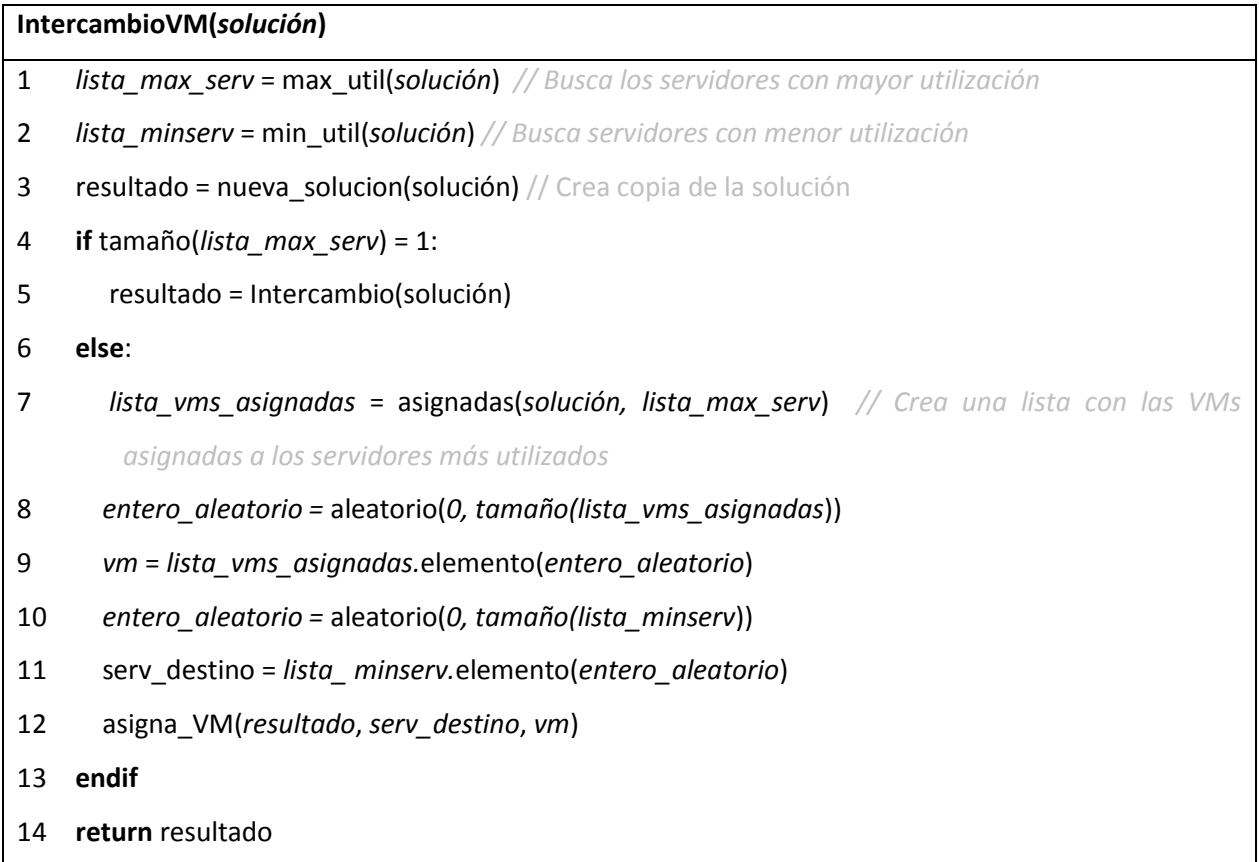 IntercambioVM(solución)
1 lista_max_serv = max_util(solución) // Busca los servidores con mayor utilización
2 lista_minserv = min_util(solución) // Busca servidores con menor utilización
3 resultado = nueva_solucion(solución) // Crea copia de la solución
4 if tamaño(lista_max_serv) = 1:
5 resultado = Intercambio(solución)
6 else:
7 lista_vms_asignadas = asignadas(solución, lista_max_serv) // Crea una lista con las VMs
asignadas a los servidores más utilizados
8 entero_aleatorio = aleatorio(0, tamaño(lista_vms_asignadas))
9 vm = lista_vms_asignadas.elemento(entero_aleatorio)
10 entero_aleatorio = aleatorio(0, tamaño(lista_minserv))
11 serv_destino = lista_ minserv.elemento(entero_aleatorio)
12 asigna_VM(resultado, serv_destino, vm)
13 endif
14 return resultado